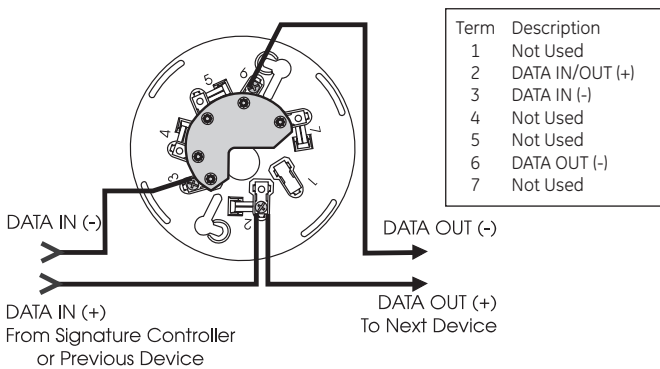 Term Description
1 Not Used
2 DATA IN/OUT (+)
3 DATA IN (-)
4 Not Used
5 Not Used
6 DATA OUT (-)
7 Not Used
6
5
4
7
3
1
2
DATA IN (-)
DATA OUT (-)
DATA IN (+)
From Signature Controller
or Previous Device
DATA OUT (+)
To Next Device